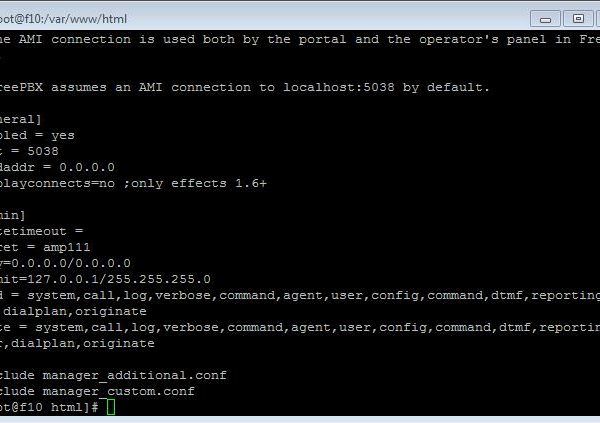 oot@f10:/var/www/html
he AMI connection is used both by the portal and the operator's panel in Fre
.
reePBX assumes an AMI connection to localhost:5038 by default.
neral]
bled = yes
t = 5038
daddr = 0.0.0.0
playconnects=no ;only effects 1.6+
min]
tetimeout =
ret = amp111
y=0.0.0.0/0.0.0.0
mit=127.0.0.1/255.255.255.0
d = system,call,log,verbose,command,agent,user,config,command,dtmf,reporting
,dialplan,originate
te = system,call,log,verbose,command,agent,user,config,command,dtmf,reportin
r,dialplan,originate
clude manager_additional.conf
clude manager_custom.conf
ot@f10 html]#